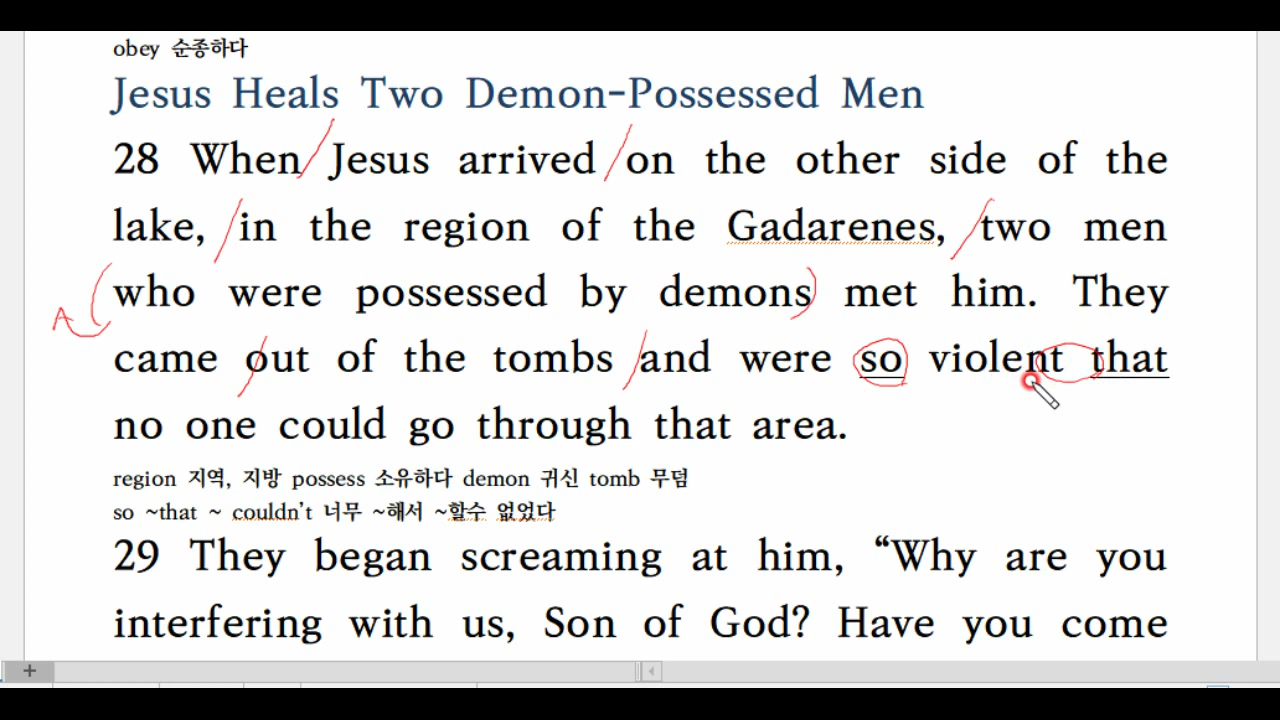 obey 순종하다
Jesus Heals Two Demon-Possessed Men
28 When Jesus arrived on the other side of the
lake, in the region of the Gadarenes, two men
who were possessed by demons met him. They
A
came out of the tombs and were so violent that
no one could go through that area.
region 지역, 지방 possess 소유하다 demon 귀신 tomb 무덤
so ~that ~ couldn't 너무 ~해서 ~할수 없었다
29 They began screaming at him, “Why are you
interfering with us, Son of God? Have you come